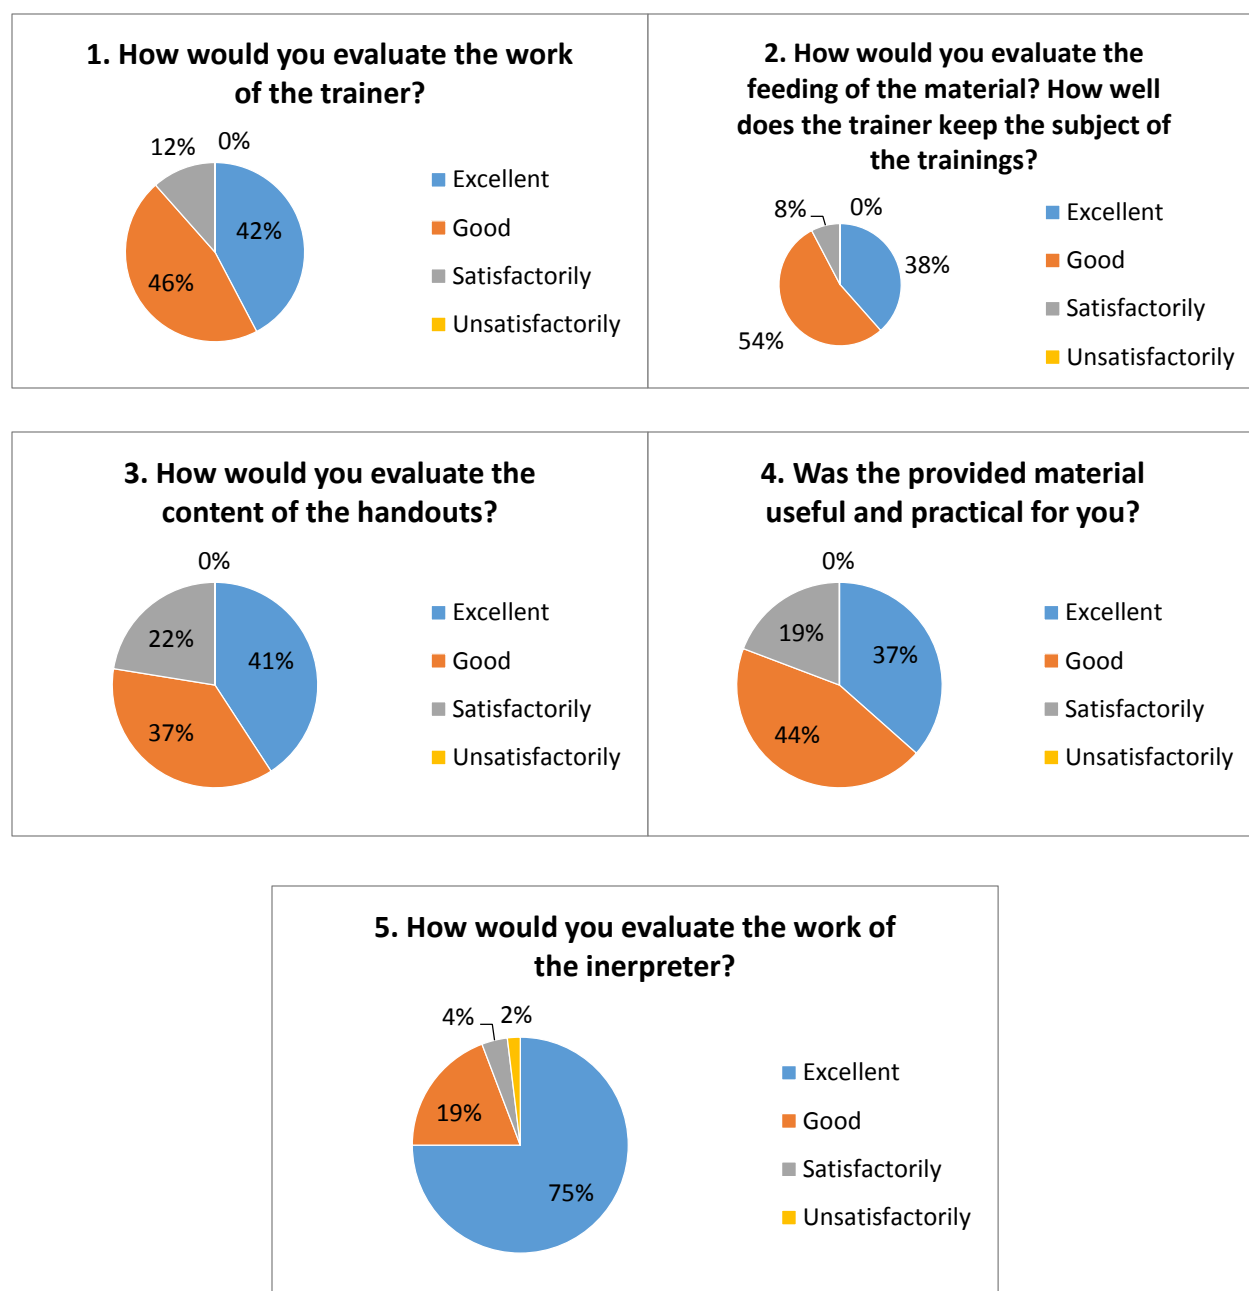 1. How would you evaluate the work
of the trainer?
12%
0%
42%
46%
Excellent
Good
Satisfactorily
Unsatisfactorily
2. How would you evaluate the
feeding of the material? How well
does the trainer keep the subject of
the trainings?
8%
0%
38%
54%
Excellent
Good
Satisfactorily
Unsatisfactorily
3. How would you evaluate the
content of the handouts?
0%
22%
41%
37%
Excellent
Good
Satisfactorily
Unsatisfactorily
4. Was the provided material
useful and practical for you?
0%
19%
37%
44%
Excellent
Good
Satisfactorily
Unsatisfactorily
5. How would you evaluate the work of
the inerpreter?
4%
2%
19%
75%
Excellent
Good
Satisfactorily
Unsatisfactorily